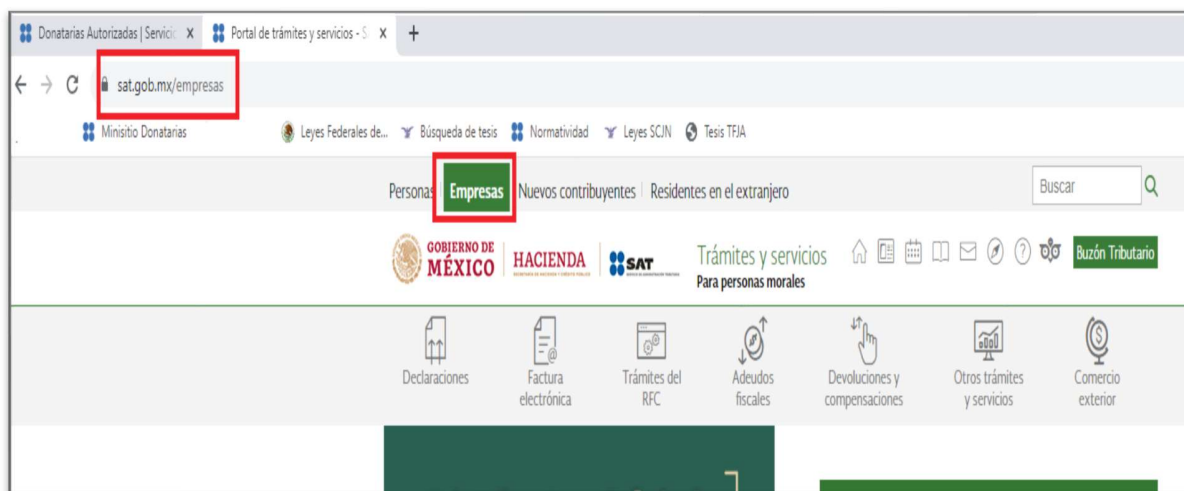 Donatarias Autorizadas | Servici
Portal de trámites y servicios - S
sat.gob.mx/empresas
Minisitio Donatarias
Leyes Federales de...
Búsqueda de tesis
Normatividad
Leyes SCJN
Tesis TFJA
Personas
Empresas
Nuevos contribuyentes
Residentes en el extranjero
Buscar
GOBIERNO DE
MÉXICO
HACIENDA
SAT
Trámites y servicios
Para personas morales
Buzón Tributario
Declaraciones
Factura
electrónica
Trámites del
RFC
Adeudos
fiscales
Devoluciones y
compensaciones
Otros trámites
y servicios
Comercio
exterior